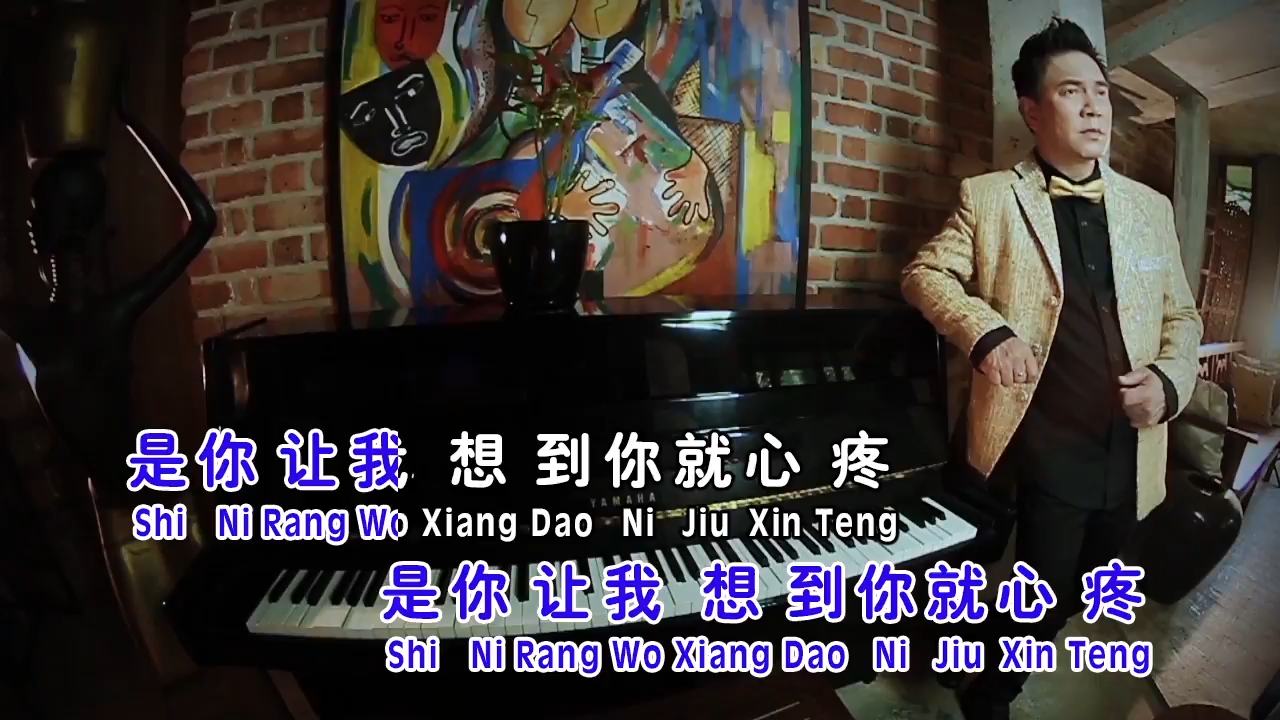 YAMAHA
是你 让我 想 到你就心 疼
Shi Ni Rang Wo Xiang Dao Ni Jiu Xin Teng
是你 让我 想 到你就心 疼
Shi Ni Rang Wo Xiang Dao Ni Jiu Xin Teng